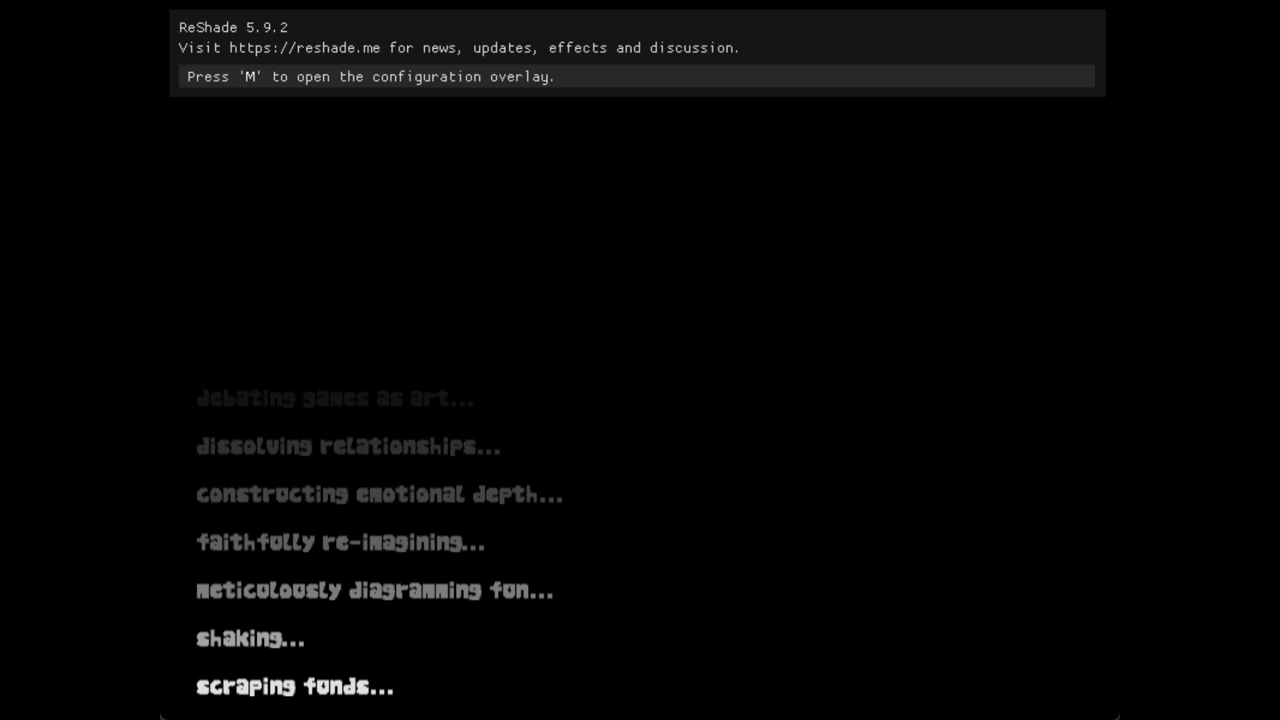 ReShade 5.9.2
Visit https://reshade.me for news, updates, effects and discussion.
Press 'M' to open the configuration overlay.
debating games as art...
dissolving relationships...
constructing emotional depth...
faithfully re-imagining...
meticulously diagramming fun...
shaking...
scraping funds...